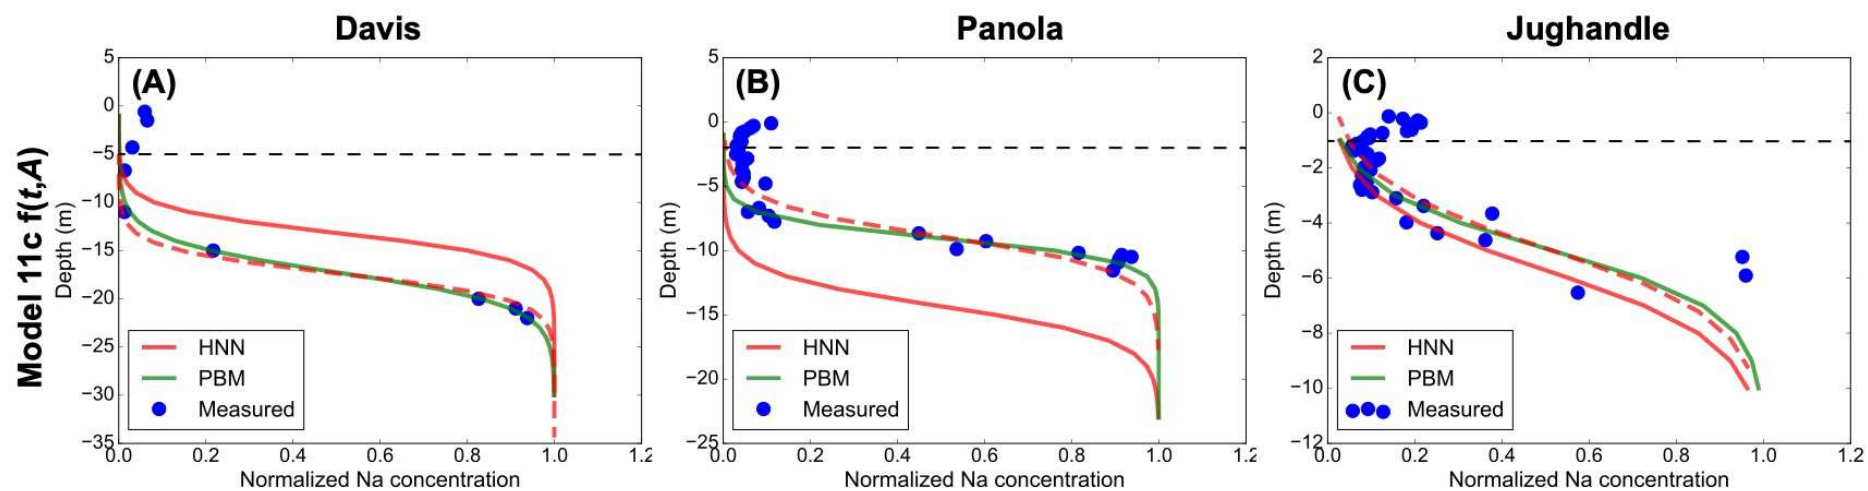 Davis
Panola
Jughandle
Model 11c f(t,A)
(A)
5
0
−5
−10
−15
−20
−25
−30
−35
Depth (m)
HNN
PBM
Measured
0.0 0.2 0.4 0.6 0.8 1.0 1.2
Normalized Na concentration
(B)
5
0
−5
−10
−15
−20
−25
Depth (m)
HNN
PBM
Measured
0.0 0.2 0.4 0.6 0.8 1.0 1.2
Normalized Na concentration
(C)
2
0
−2
−4
−6
−8
−10
−12
Depth (m)
HNN
PBM
Measured
0.0 0.2 0.4 0.6 0.8 1.0 1.2
Normalized Na concentration